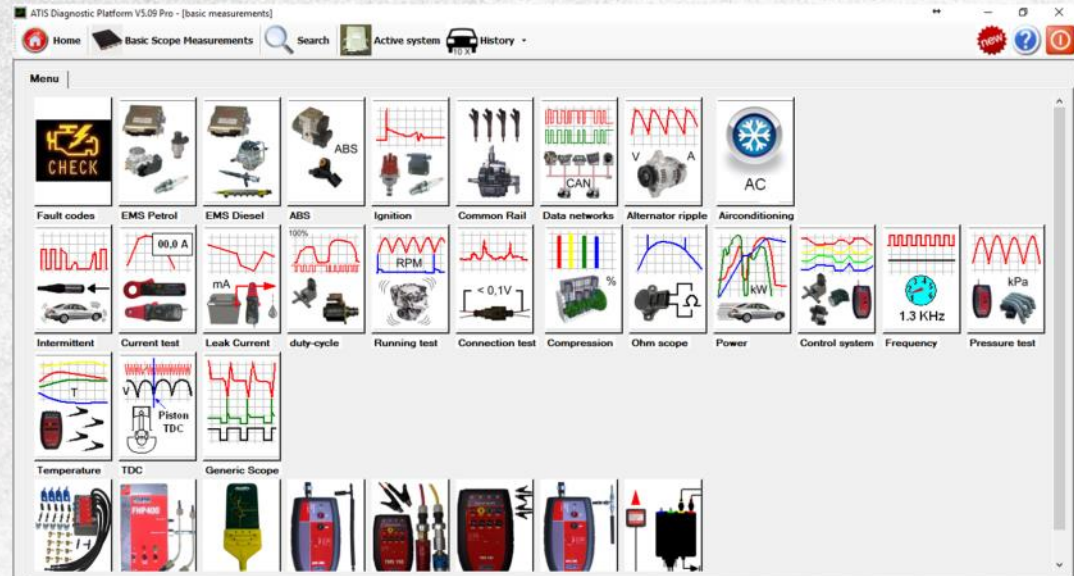 ATIS Diagnostic Platform V5.09 Pro - [basic measurements]
Home Basic Scope Measurements Search Active system 10 X History new ?
Menu
CHECK ABS CAN V A AC
Fault codes EMS Petrol EMS Diesel ABS Ignition Common Rail Data networks Alternator ripple Airconditioning
00,0 A mA 100% RPM < 0,1V % Ω kW 1.3 KHz kPa
Intermittent Current test Leak Current duty-cycle Running test Connection test Compression Ohm scope Power Control system Frequency Pressure test
T V Piston
TDC
Temperature TDC Generic Scope
FHP400